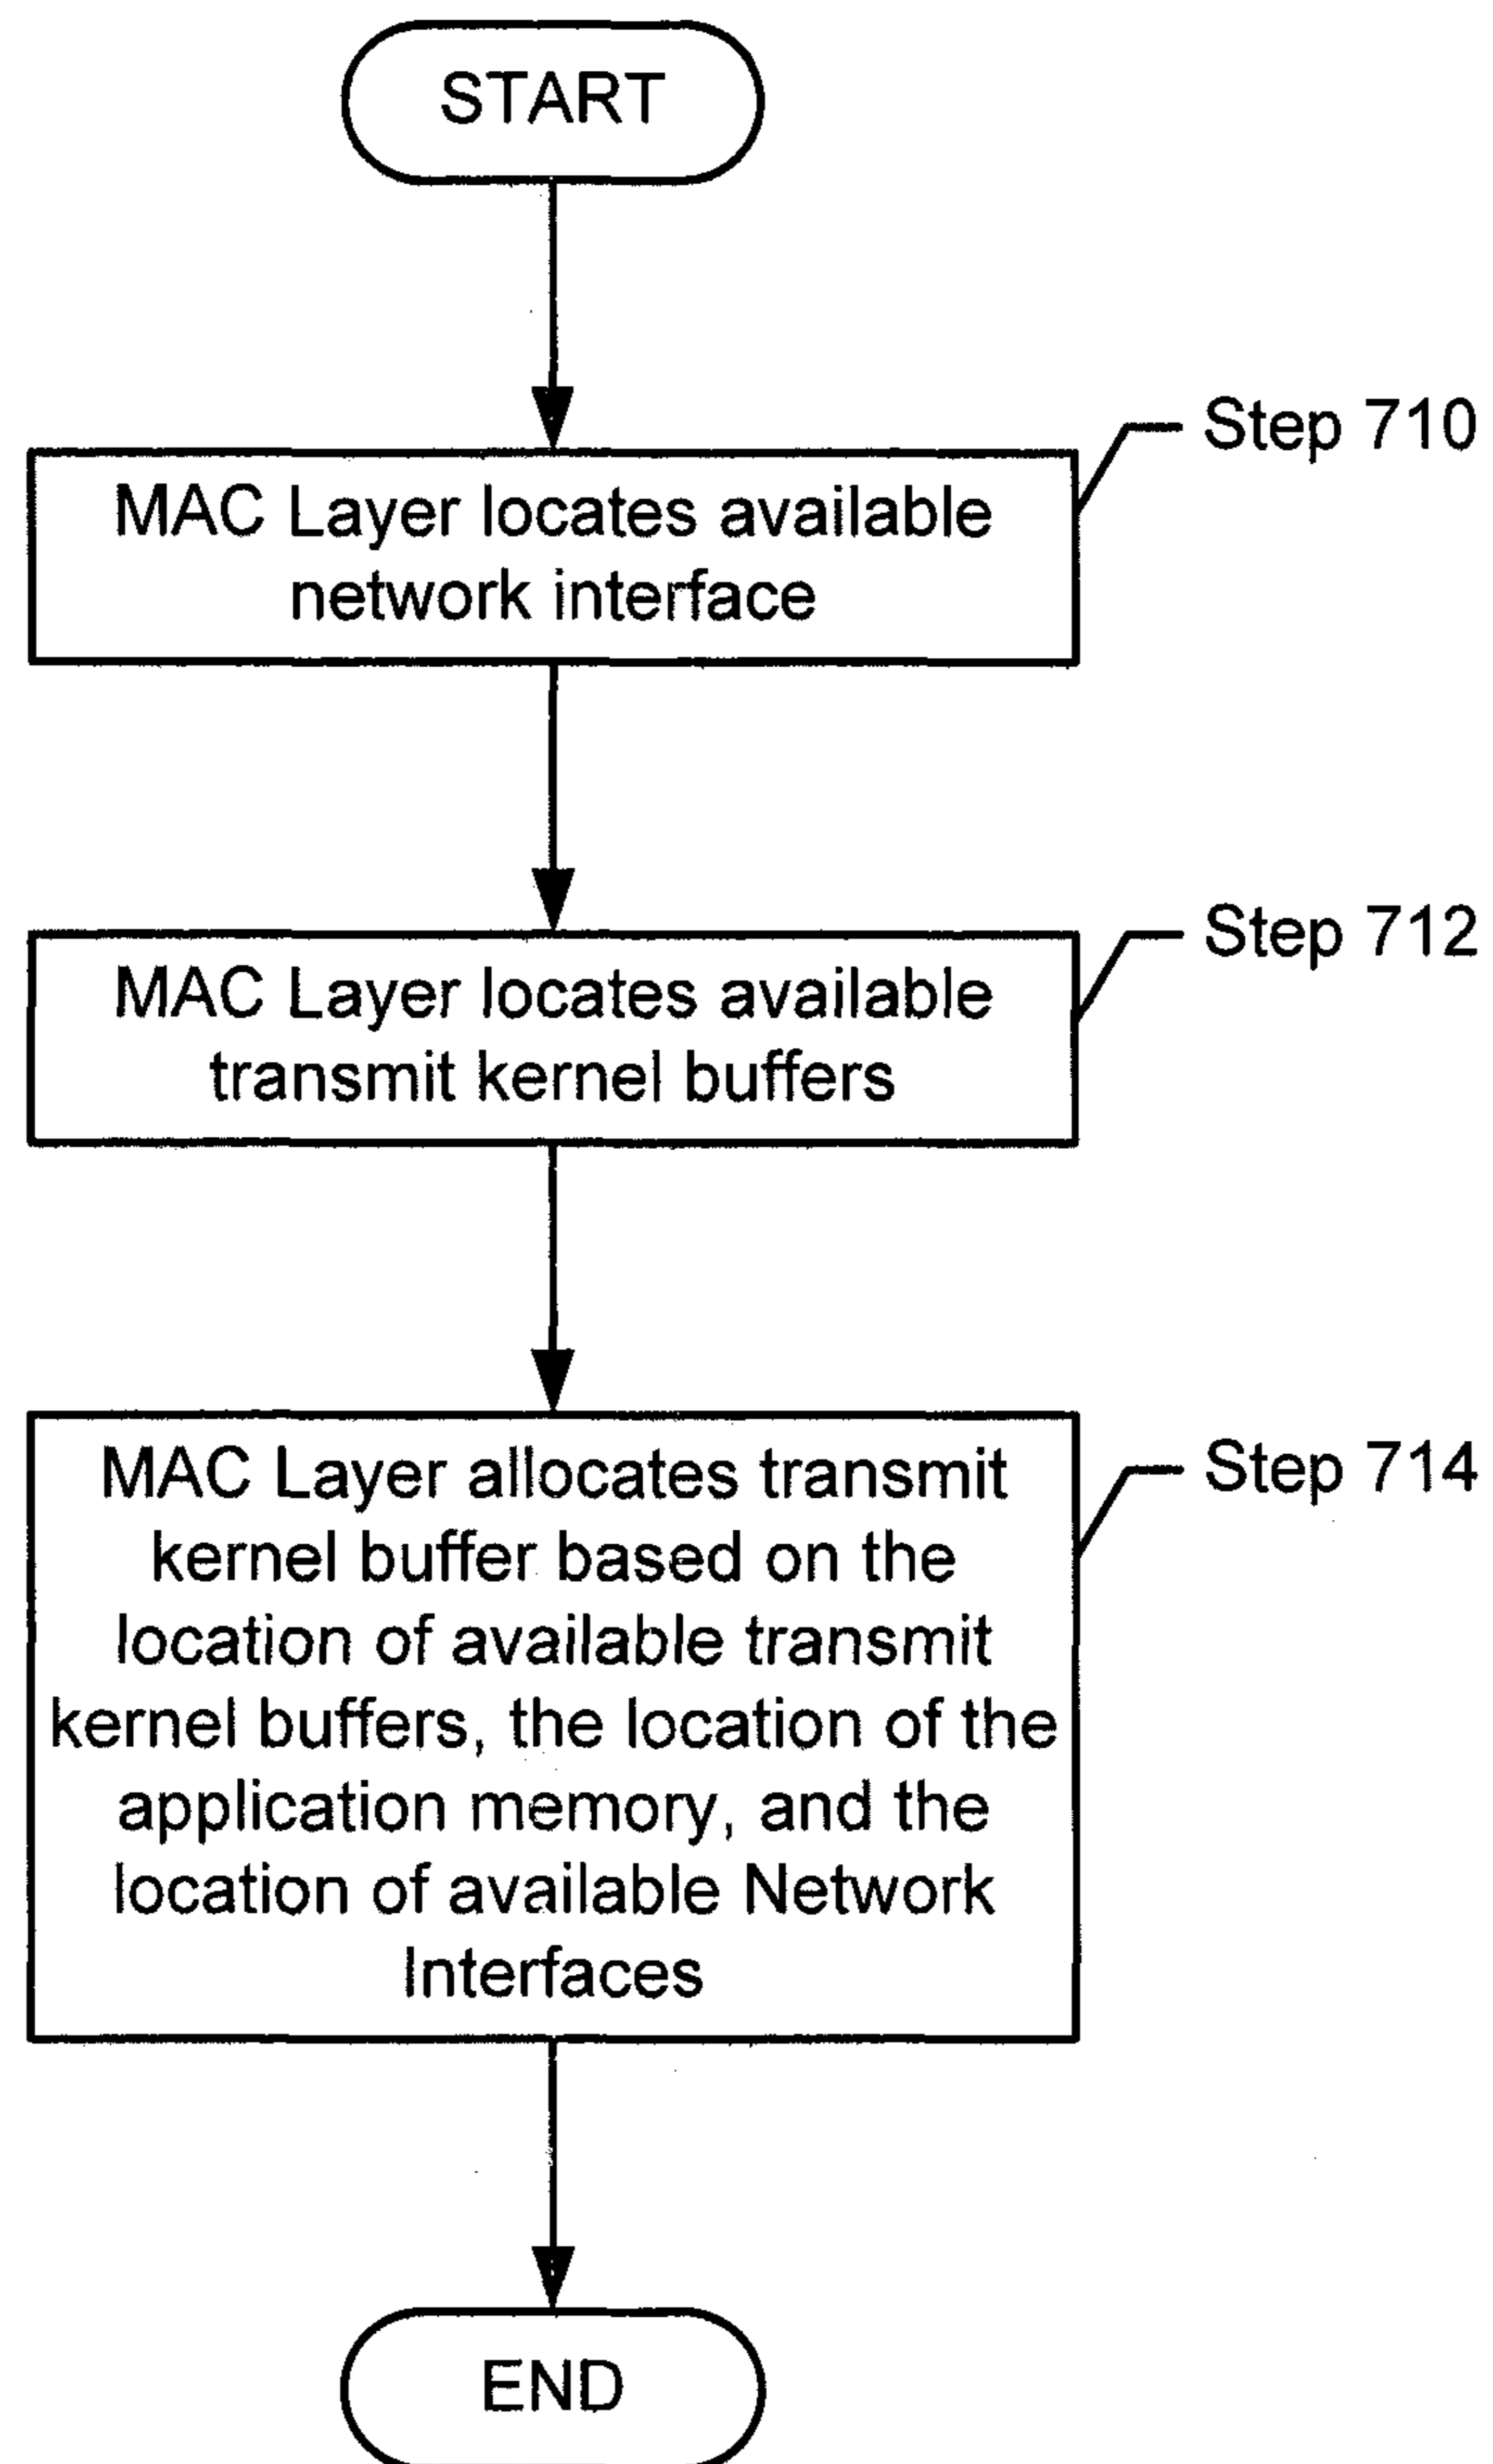 START
Step 710
MAC Layer locates available
network interface
Step 712
MAC Layer locates available
transmit kernel buffers
Step 714
MAC Layer allocates transmit
kernel buffer based on the
location of available transmit
kernel buffers, the location of the
application memory, and the
location of available Network
Interfaces
END